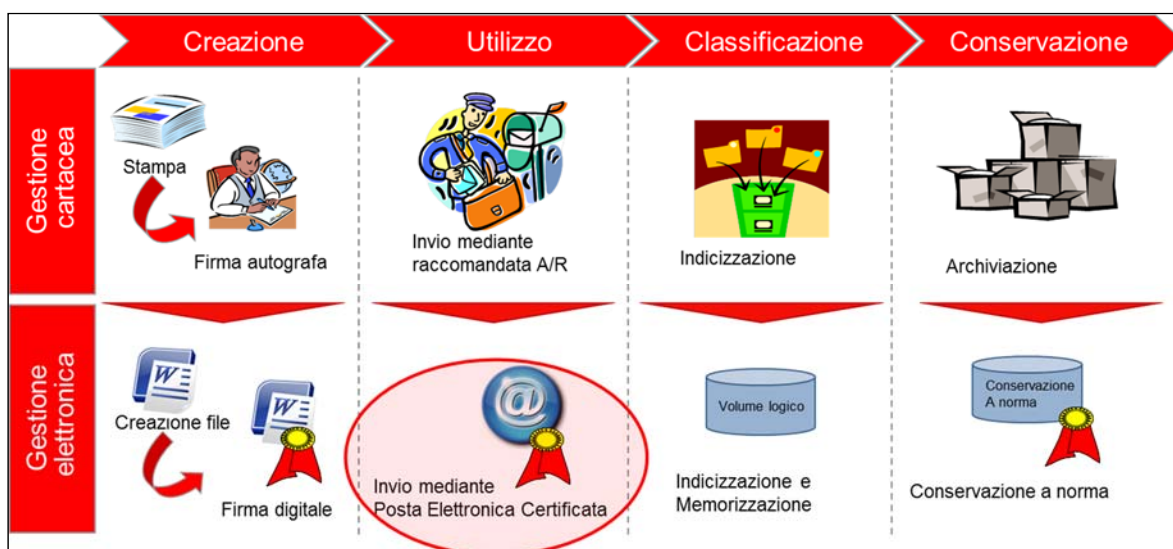 Creazione
Utilizzo
Classificazione
Conservazione
Gestione
cartacea
Stampa
Firma autografa
Invio mediante
raccomandata A/R
Indicizzazione
Archiviazione
Gestione
elettronica
W
Creazione file
W
Firma digitale
@
Invio mediante
Posta Elettronica Certificata
Volume logico
Indicizzazione e
Memorizzazione
Conservazione
A norma
Conservazione a norma